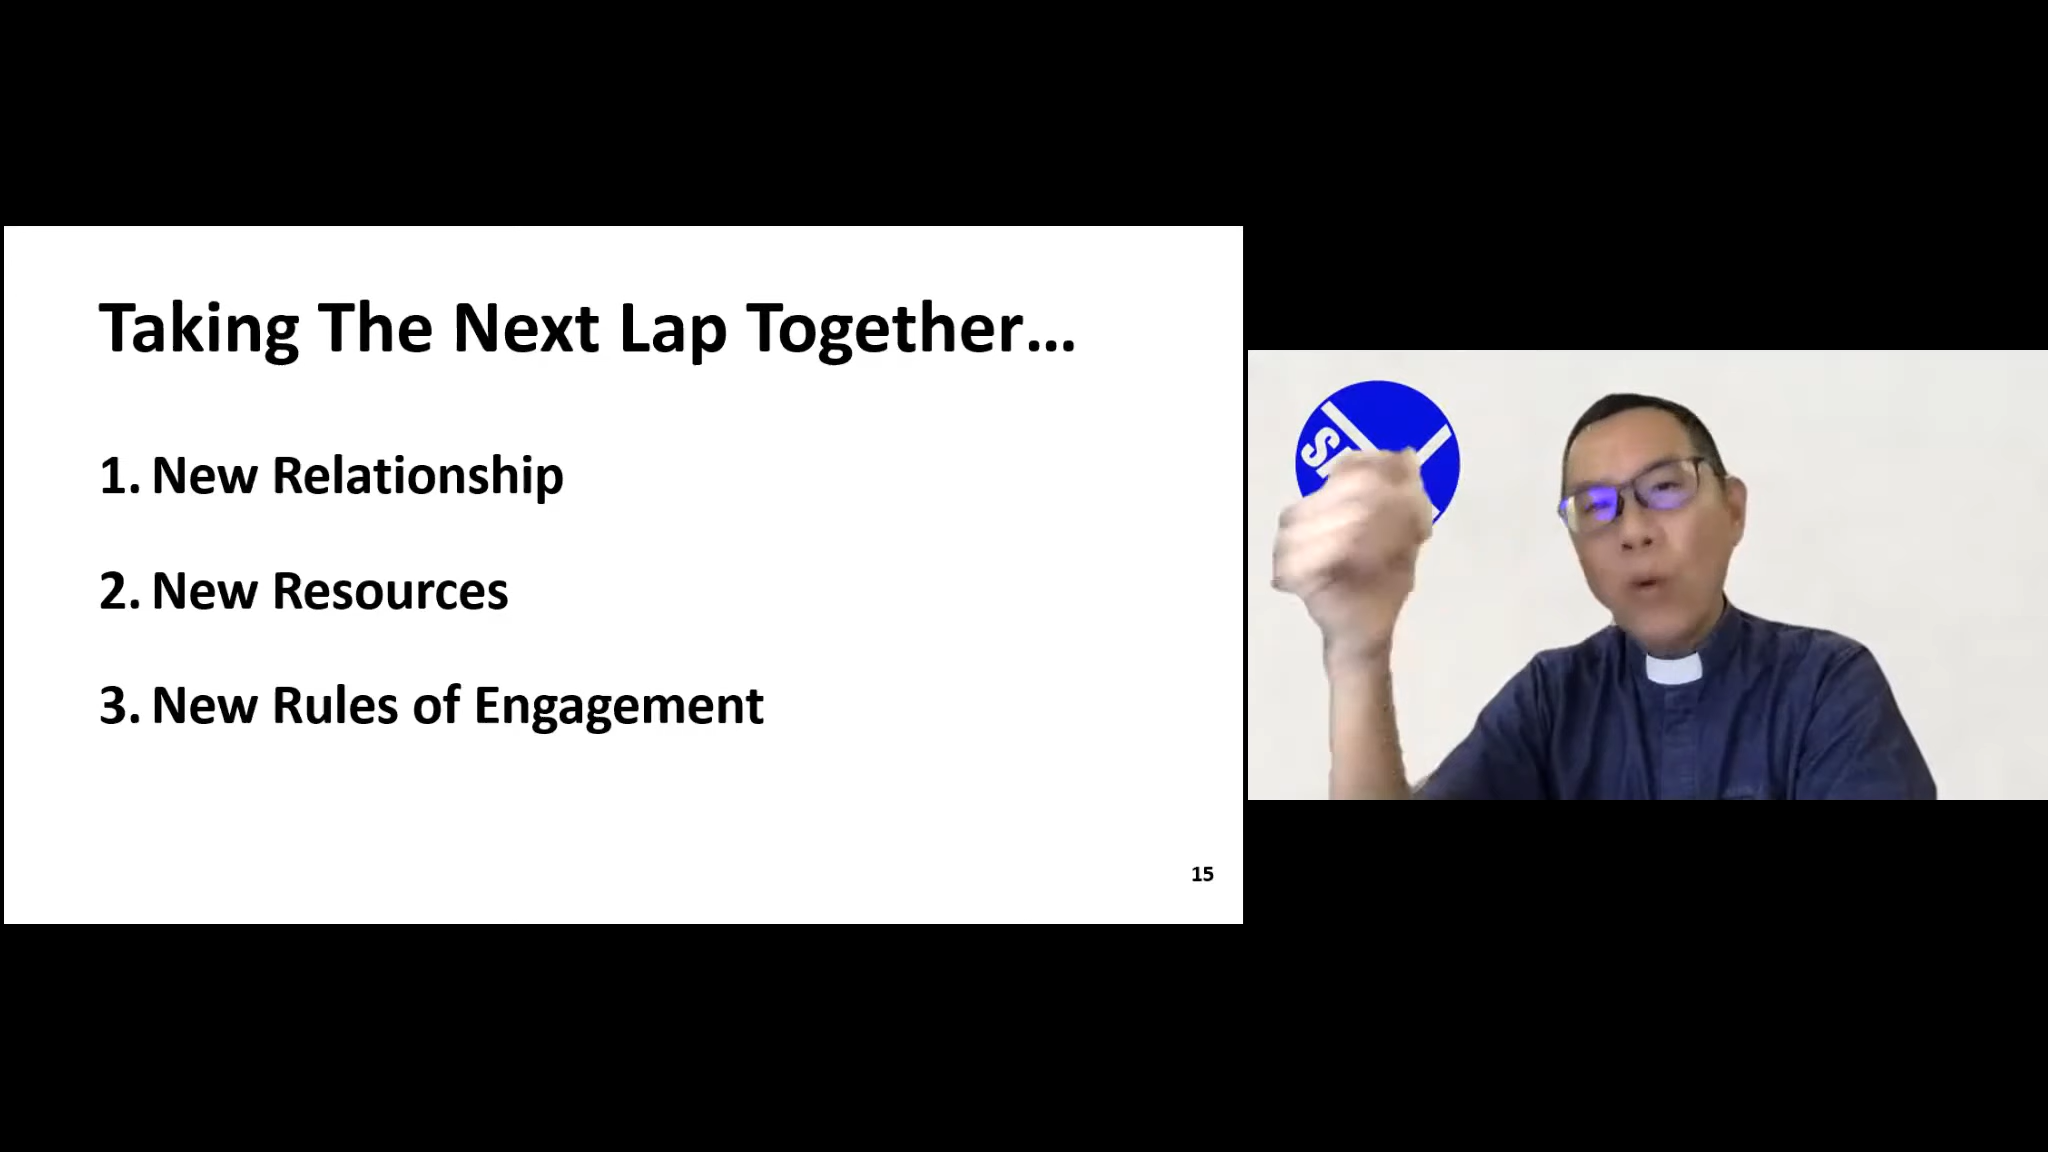 Taking The Next Lap Together...
1. New Relationship
2. New Resources
3. New Rules of Engagement
15